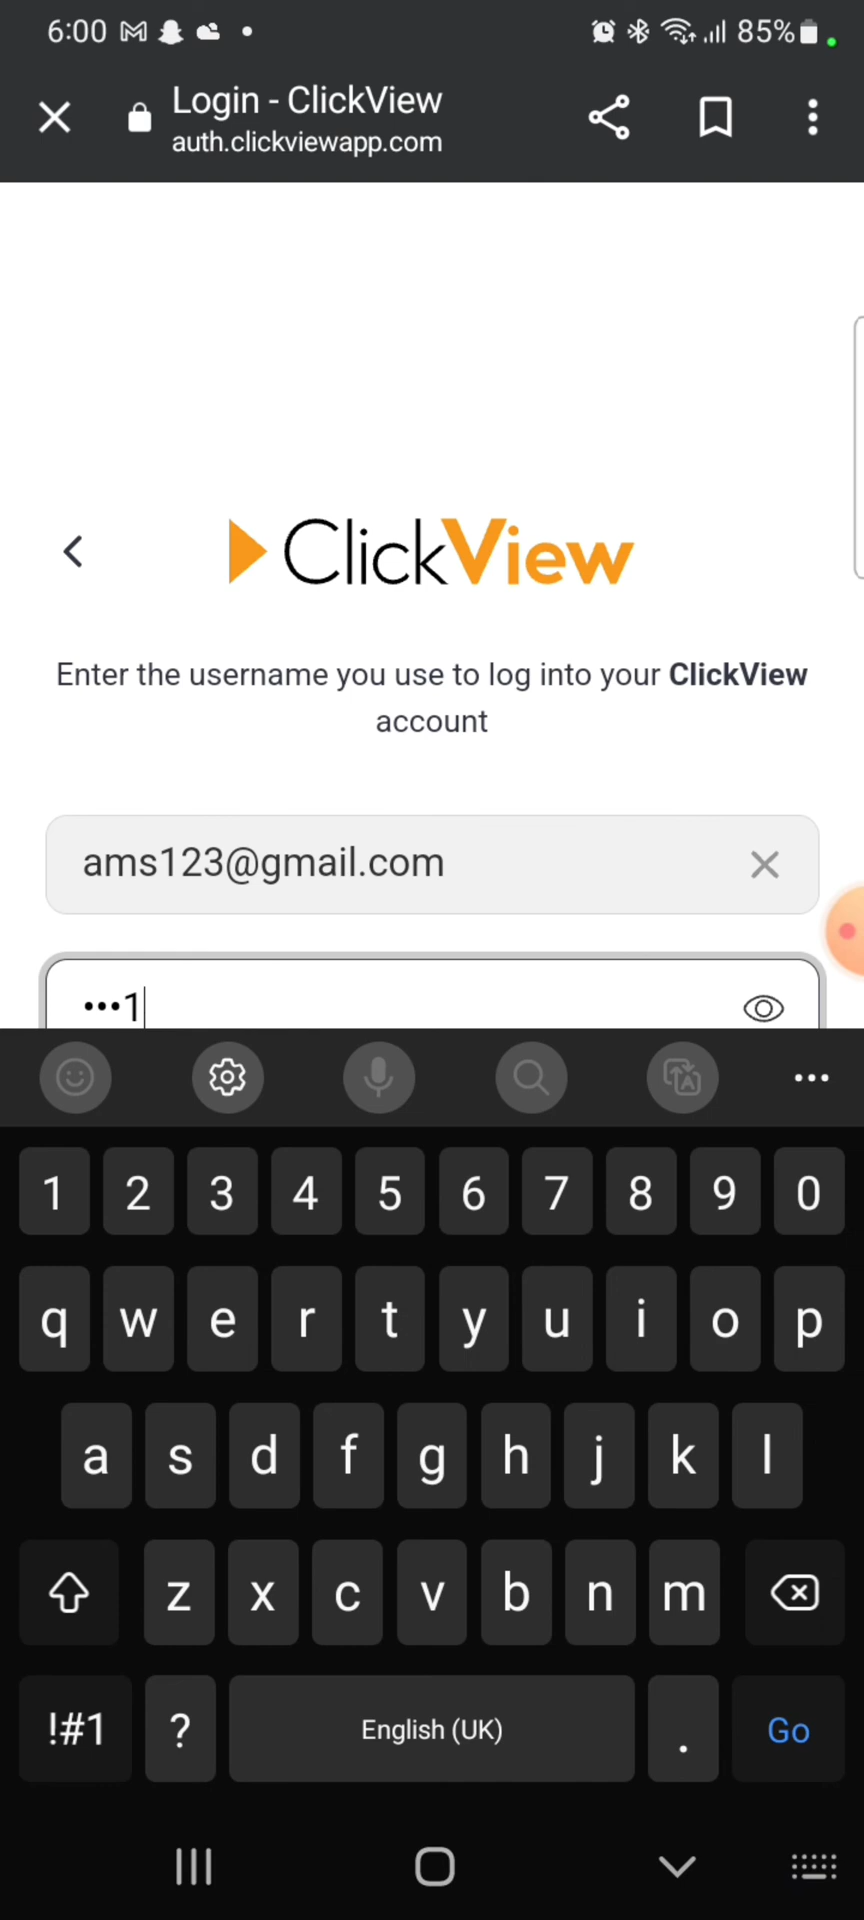 6:00 85%
Login - ClickView
auth.clickviewapp.com
ClickView
Enter the username you use to log into your ClickView
account
ams123@gmail.com
•••1
1 2 3 4 5 6 7 8 9 0
q w e r t y u i o p
a s d f g h j k l
z x c v b n m
!#1 ? English (UK) . Go